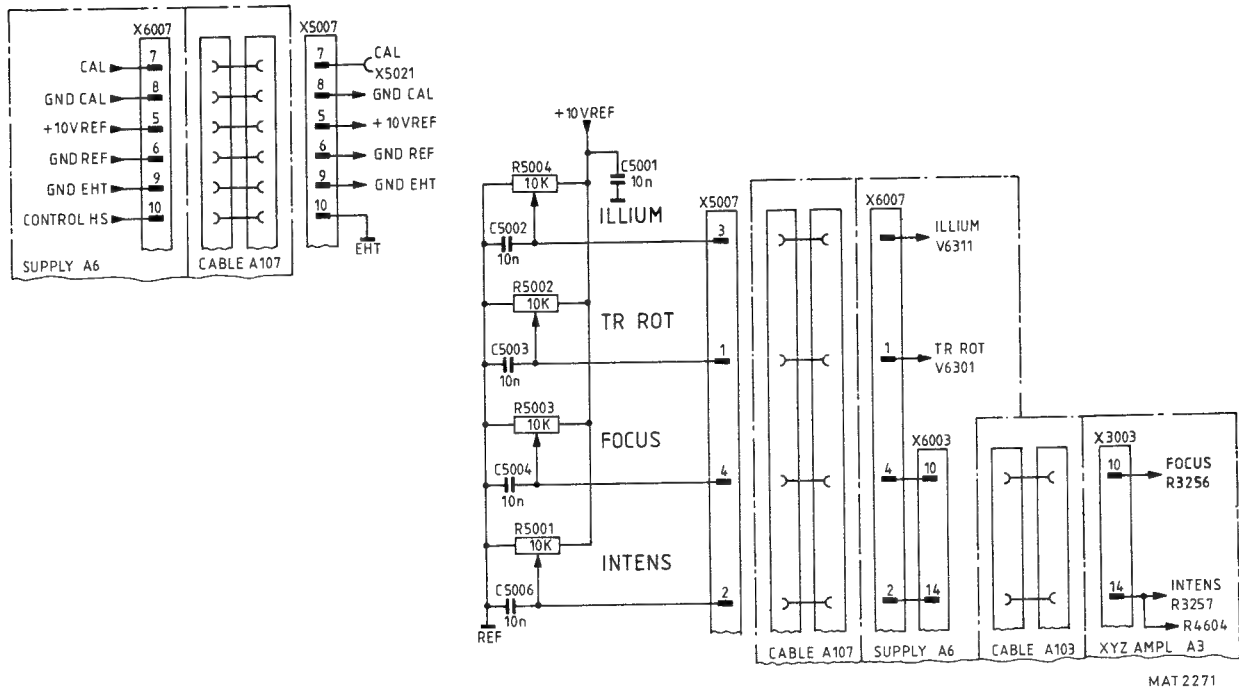 X6007
X5007
CAL
7
7
CAL
X5021
GND CAL
8
8
GND CAL
+10VREF
5
5
+10VREF
GND REF
6
6
GND REF
GND EHT
9
9
GND EHT
CONTROL HS
10
10
EHT
SUPPLY A6
CABLE A107
+10VREF
R5004
10K
C5001
10n
ILLIUM
C5002
10n
X5007
3
X6007
ILLIUM
V6311
R5002
10K
TR ROT
C5003
10n
1
1
TR ROT
V6301
R5003
10K
FOCUS
C5004
10n
4
4
X6003
10
X3003
10
FOCUS
R3256
R5001
10K
INTENS
C5006
10n
REF
2
2
14
14
INTENS
R3257
R4604
CABLE A107
SUPPLY A6
CABLE A103
XYZ AMPL A3
MAT2271